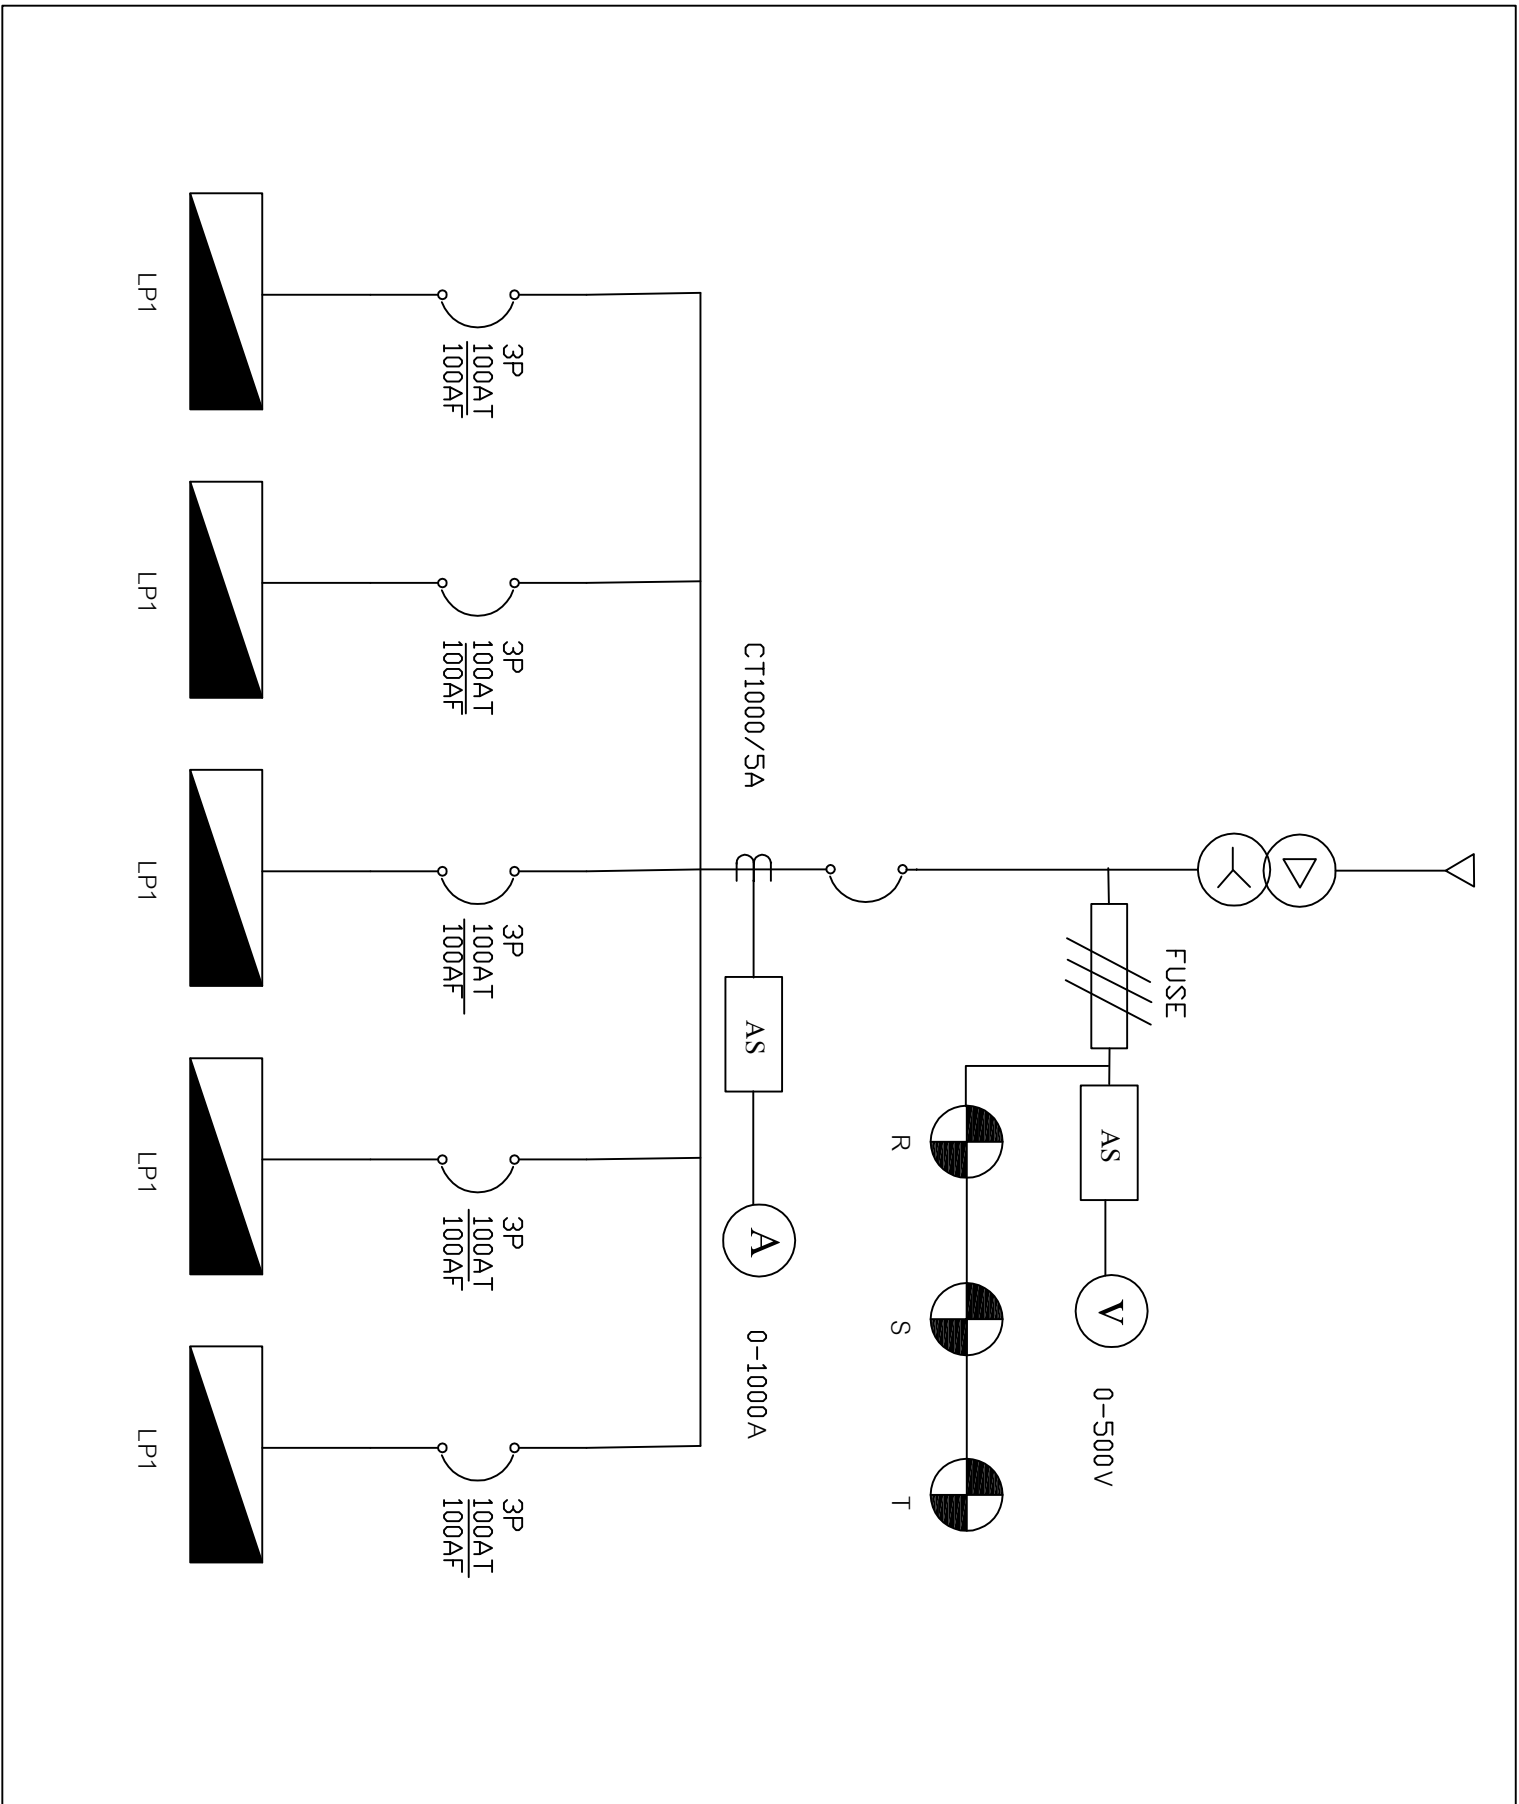 FUSE
AS
V
0-500V
R
S
T
CT1000/5A
AS
A
0-1000A
3P
100AT
100AF
3P
100AT
100AF
3P
100AT
100AF
3P
100AT
100AF
3P
100AT
100AF
LP1
LP1
LP1
LP1
LP1